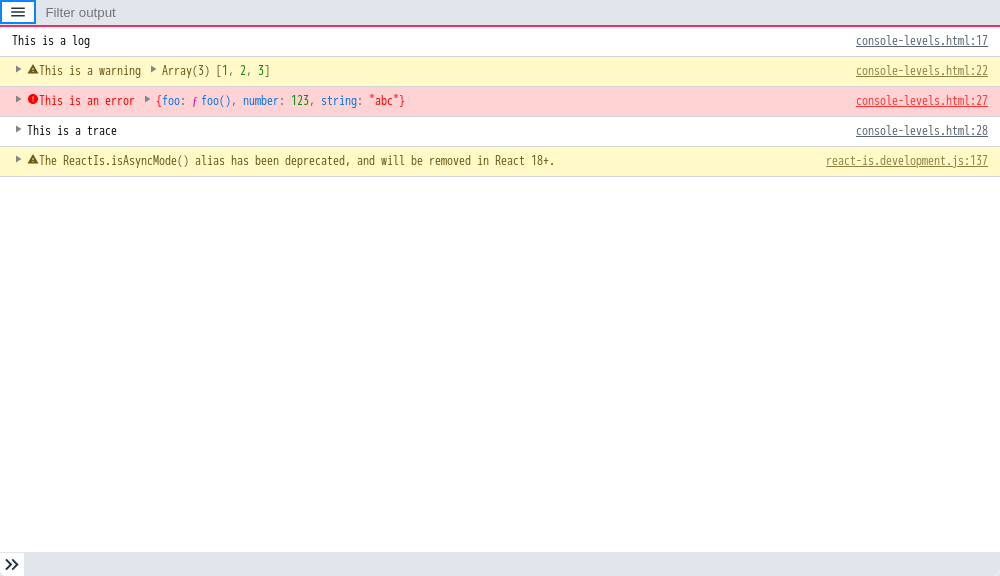 Filter output
This is a log console-levels.html:17
This is a warning Array(3) [1, 2, 3] console-levels.html:22
This is an error {foo: ƒ foo(), number: 123, string: "abc"} console-levels.html:27
This is a trace console-levels.html:28
The ReactIs.isAsyncMode() alias has been deprecated, and will be removed in React 18+. react-is.development.js:137